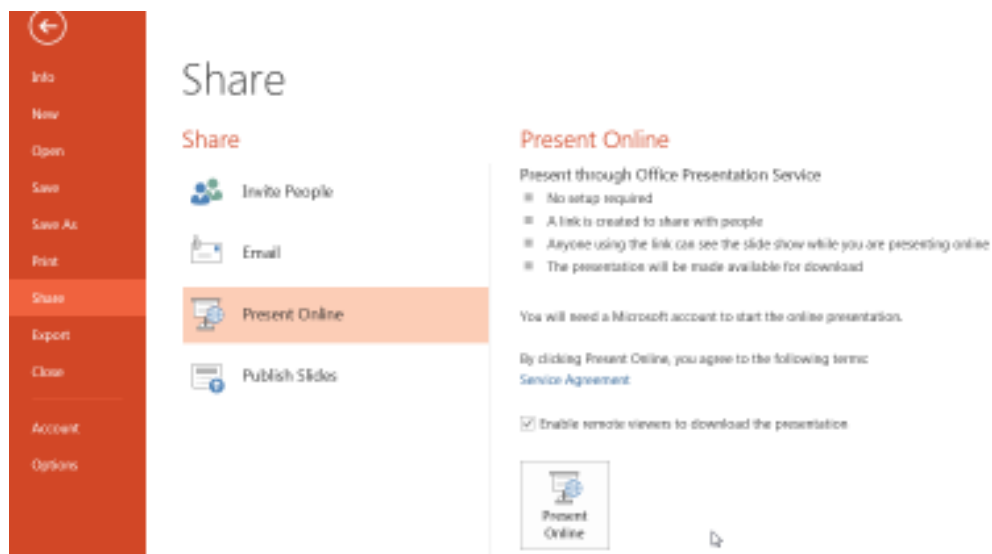 Info
New
Open
Save
Save As
Print
Share
Export
Close
Account
Options
Share
Share
Invite People
Email
Present Online
Publish Slides
Present Online
Present through Office Presentation Service
No setup required
A link is created to share with people
Anyone using the link can see the slide show while you are presenting online
The presentation will be made available for download
You will need a Microsoft account to start the online presentation.
By clicking Present Online, you agree to the following terms:
Service Agreement
Enable remote viewers to download the presentation
Present
Online